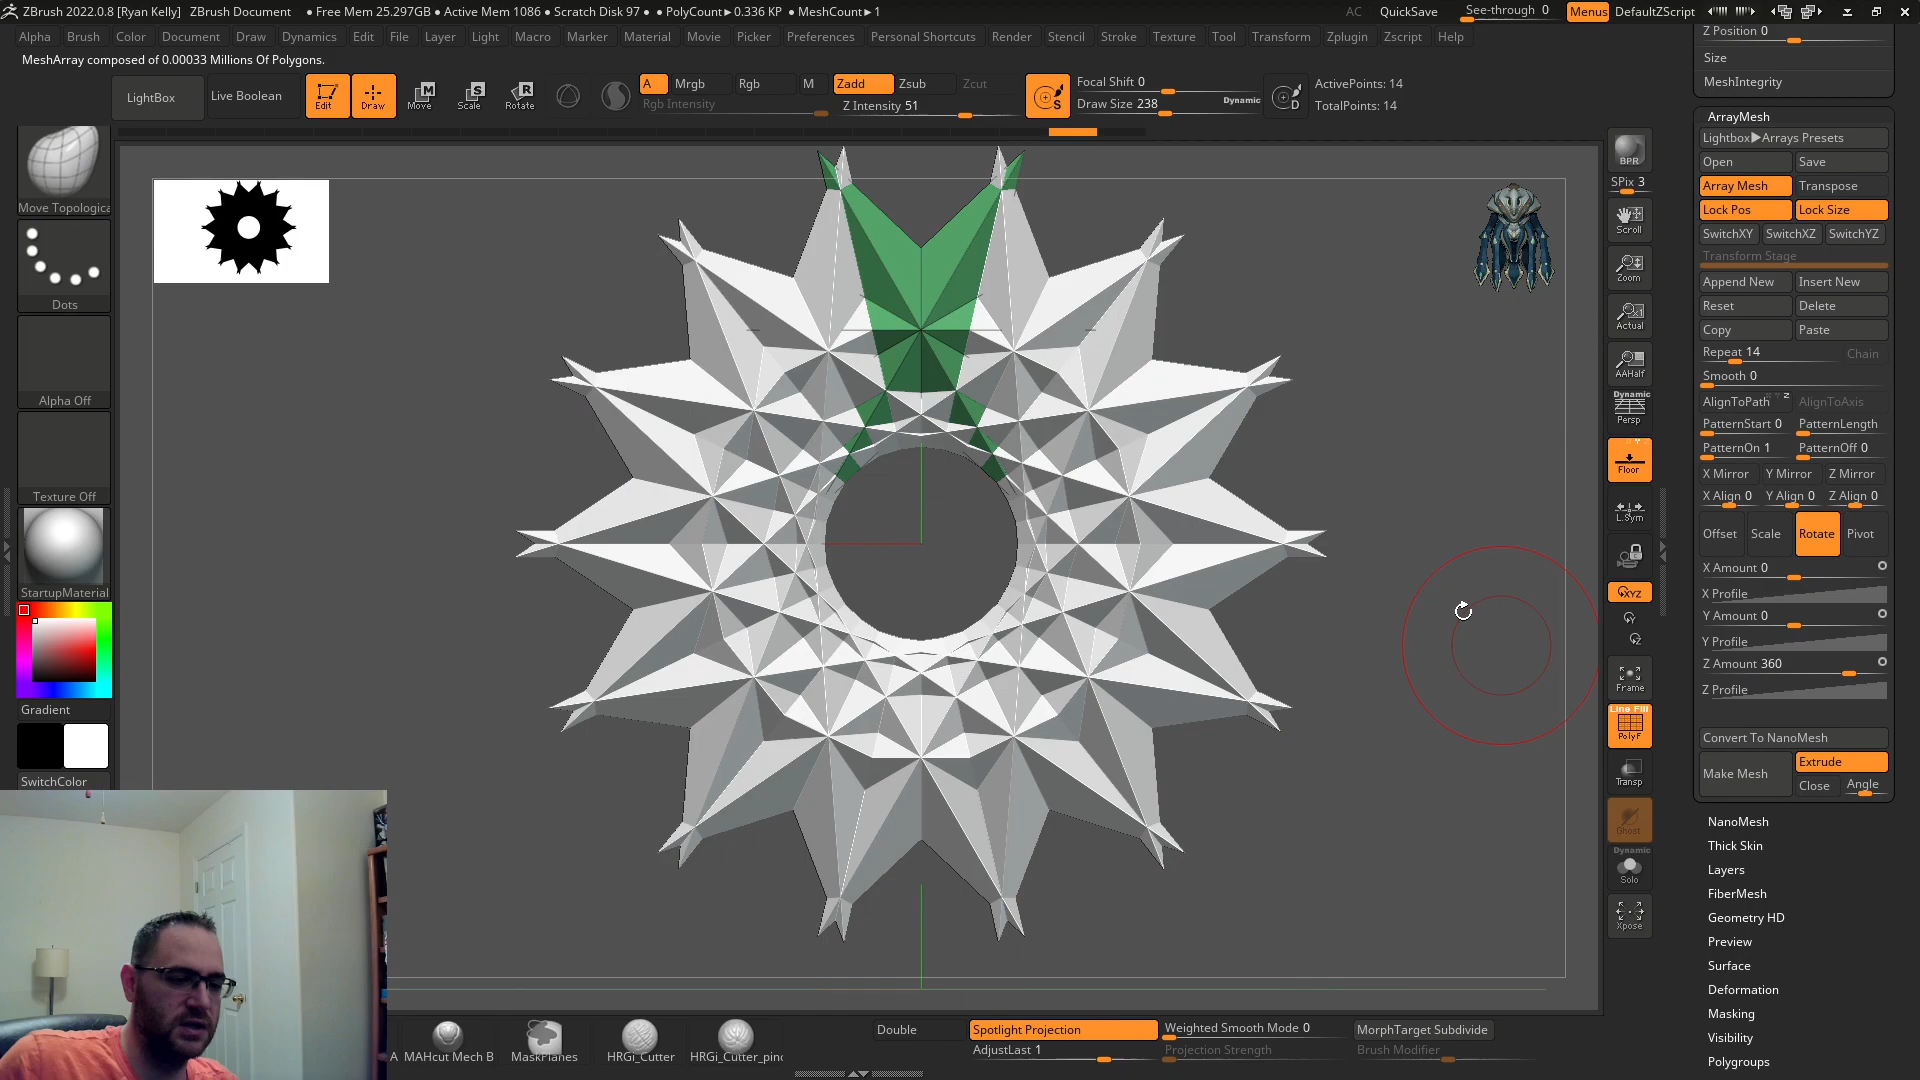 ZBrush 2022.0.8 [Ryan Kelly] ZBrush Document • Free Mem 25.297GB • Active Mem 1086 • Scratch Disk 97 • • PolyCount▸0.336 KP • MeshCount▸1 AC QuickSave See-through 0 Menus DefaultZScript
Alpha Brush Color Document Draw Dynamics Edit File Layer Light Macro Marker Material Movie Picker Preferences Personal Shortcuts Render Stencil Stroke Texture Tool Transform Zplugin Zscript Help
MeshArray composed of 0.00033 Millions Of Polygons.
LightBox Live Boolean Edit Draw Move Scale Rotate A Mrgb Rgb M Zadd Zsub Zcut
Rgb Intensity Z Intensity 51
S Focal Shift 0
Draw Size 238 Dynamic D
ActivePoints: 14
TotalPoints: 14
Move Topologica
Dots
Alpha Off
Texture Off
StartupMaterial
Gradient
SwitchColor
BPR
SPix 3
Scroll
Zoom
Actual
AAHalf
Dynamic
Persp
Floor
L.Sym
XYZ
Y
Z
Frame
Line Fill
PolyF
Transp
Ghost
Dynamic
Solo
Xpose
Z Position 0
Size
MeshIntegrity
ArrayMesh
Lightbox▸Arrays Presets
Open Save
Array Mesh Transpose
Lock Pos Lock Size
SwitchXY SwitchXZ SwitchYZ
Transform Stage
Append New Insert New
Reset Delete
Copy Paste
Repeat 14 Chain
Smooth 0
AlignToPath AlignToAxis
PatternStart 0 PatternLength
PatternOn 1 PatternOff 0
X Mirror Y Mirror Z Mirror
X Align 0 Y Align 0 Z Align 0
Offset Scale Rotate Pivot
X Amount 0
X Profile
Y Amount 0
Y Profile
Z Amount 360
Z Profile
Convert To NanoMesh
Make Mesh Extrude
Close Angle
NanoMesh
Thick Skin
Layers
FiberMesh
Geometry HD
Preview
Surface
Deformation
Masking
Visibility
Polygroups
A MAHcut Mech B MaskPlanes HRGi_Cutter HRGi_Cutter_pinc
Double Spotlight Projection Weighted Smooth Mode 0 MorphTarget Subdivide
AdjustLast 1 Projection Strength Brush Modifier